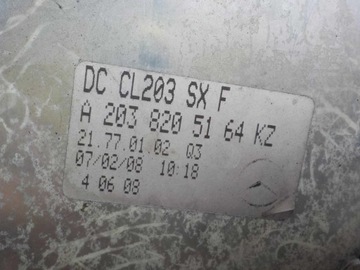 DC CL203 SX F
A 203 820 51 64 KZ
21.77.01.02 Q3
07/02/08 10:18
4 06 08